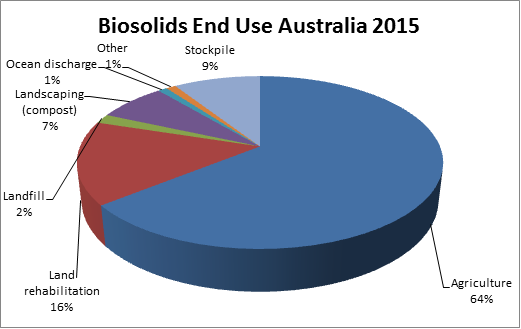 Biosolids End Use Australia 2015
Other
1%
Stockpile
9%
Ocean discharge
1%
Landscaping
(compost)
7%
Landfill
2%
Land
rehabilitation
16%
Agriculture
64%